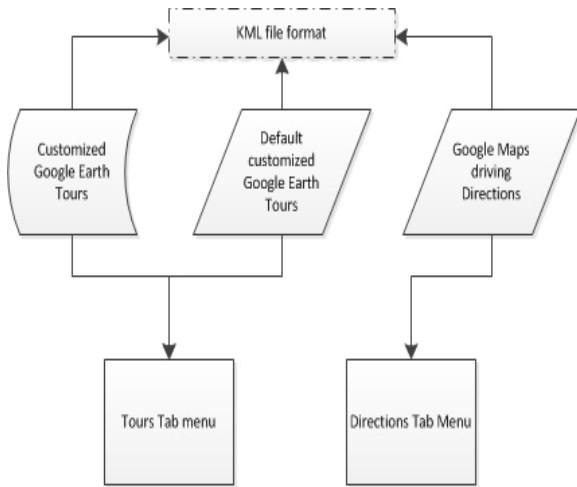 KML file format
Customized
Google Earth
Tours
Default
customized
Google Earth
Tours
Google Maps
driving
Directions
Tours Tab menu
Directions Tab Menu